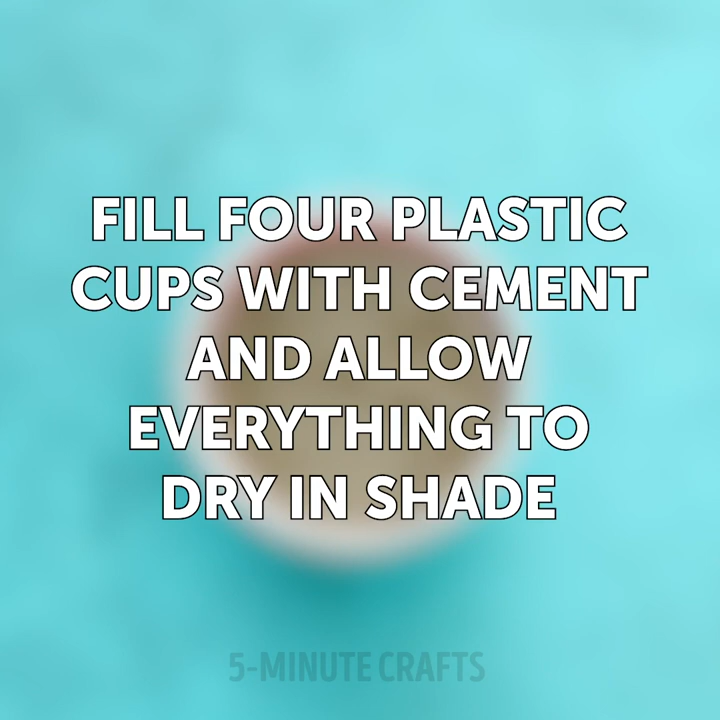 FILL FOUR PLASTIC
CUPS WITH CEMENT
AND ALLOW
EVERYTHING TO
DRY IN SHADE
5-MINUTE CRAFTS